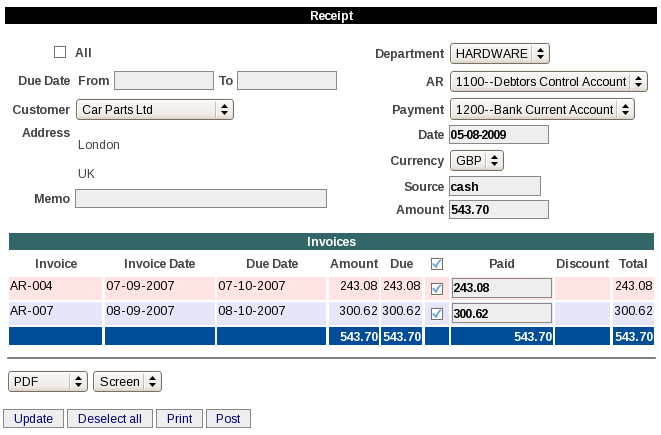 Receipt
All
Department HARDWARE
Due Date From To
AR 1100--Debtors Control Account
Customer Car Parts Ltd
Payment 1200--Bank Current Account
Address
Date 05-08-2009
London
Currency GBP
UK
Source cash
Memo
Amount 543.70
Invoices
Invoice Invoice Date Due Date Amount Due Paid Discount Total
AR-004 07-09-2007 07-10-2007 243.08 243.08 243.08 243.08
AR-007 08-09-2007 08-10-2007 300.62 300.62 300.62 300.62
543.70 543.70 543.70 543.70
PDF Screen
Update Deselect all Print Post